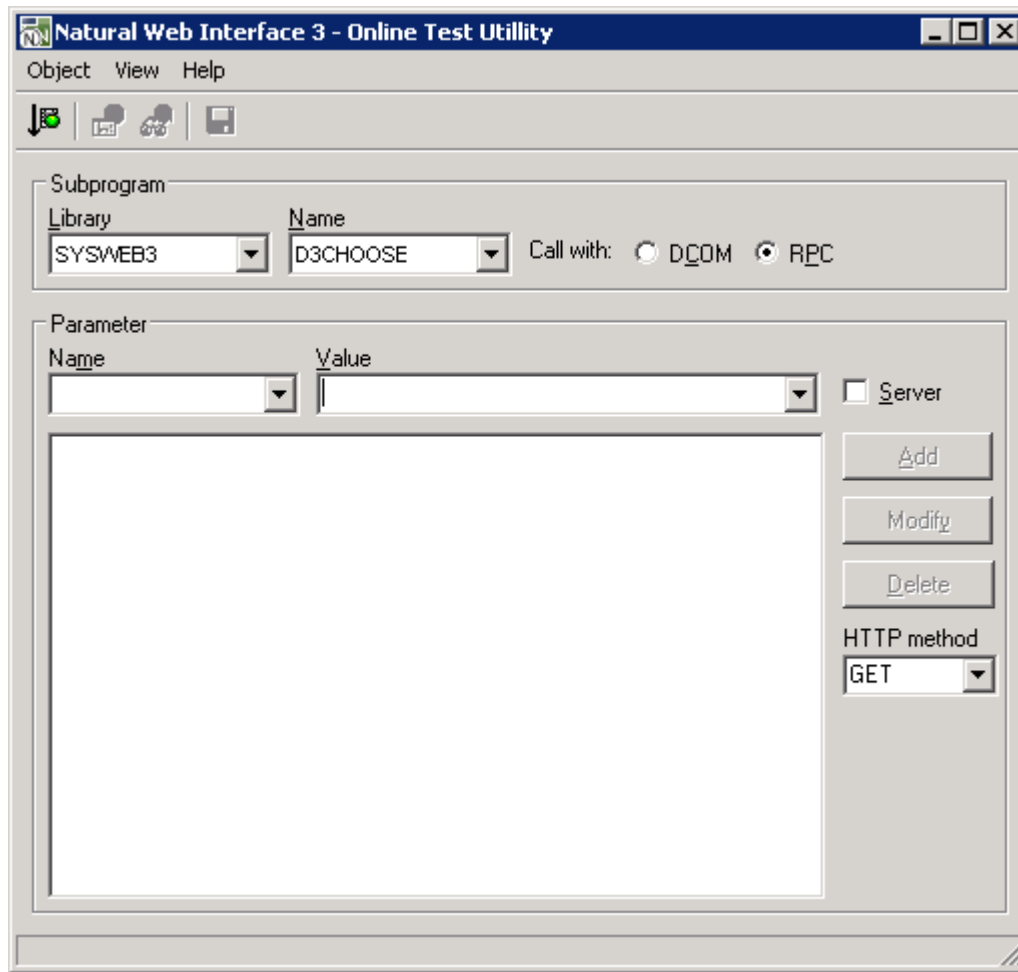 Natural Web Interface 3 - Online Test Utillity
Object View Help
Subprogram
Library Name
SYSWEB3 D3CHOOSE Call with: DCOM RPC
Parameter
Name Value
Server
Add
Modify
Delete
HTTP method
GET